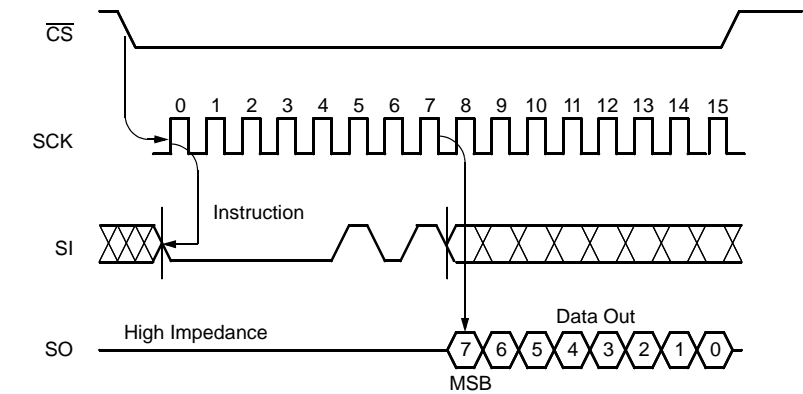 CS
0 1 2 3 4 5 6 7 8 9 10 11 12 13 14 15
SCK
Instruction
SI
Data Out
High Impedance
SO
7 6 5 4 3 2 1 0
MSB